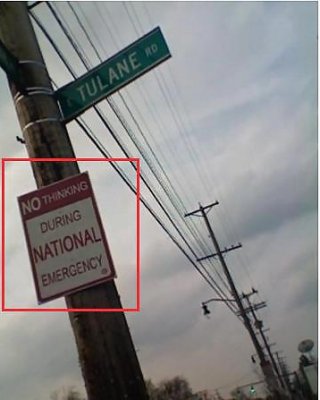 TULANE RD
NO THINKING
DURING
NATIONAL
EMERGENCY